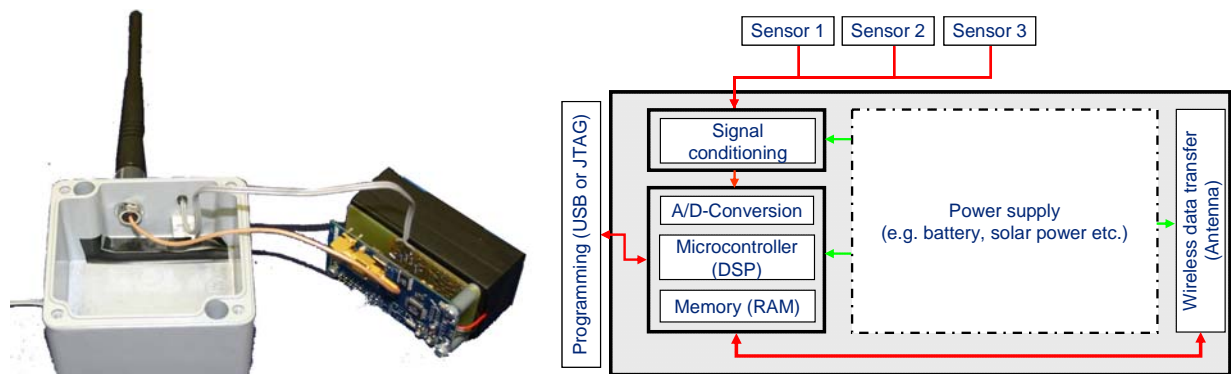 Sensor 1
Sensor 2
Sensor 3
Programming (USB or JTAG)
Signal
conditioning
A/D-Conversion
Microcontroller
(DSP)
Memory (RAM)
Power supply
(e.g. battery, solar power etc.)
Wireless data transfer
(Antenna)